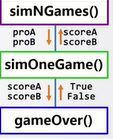 simNGames()
proA scoreA
proB scoreB
simOneGame()
scoreA True
scoreB False
gameOver()